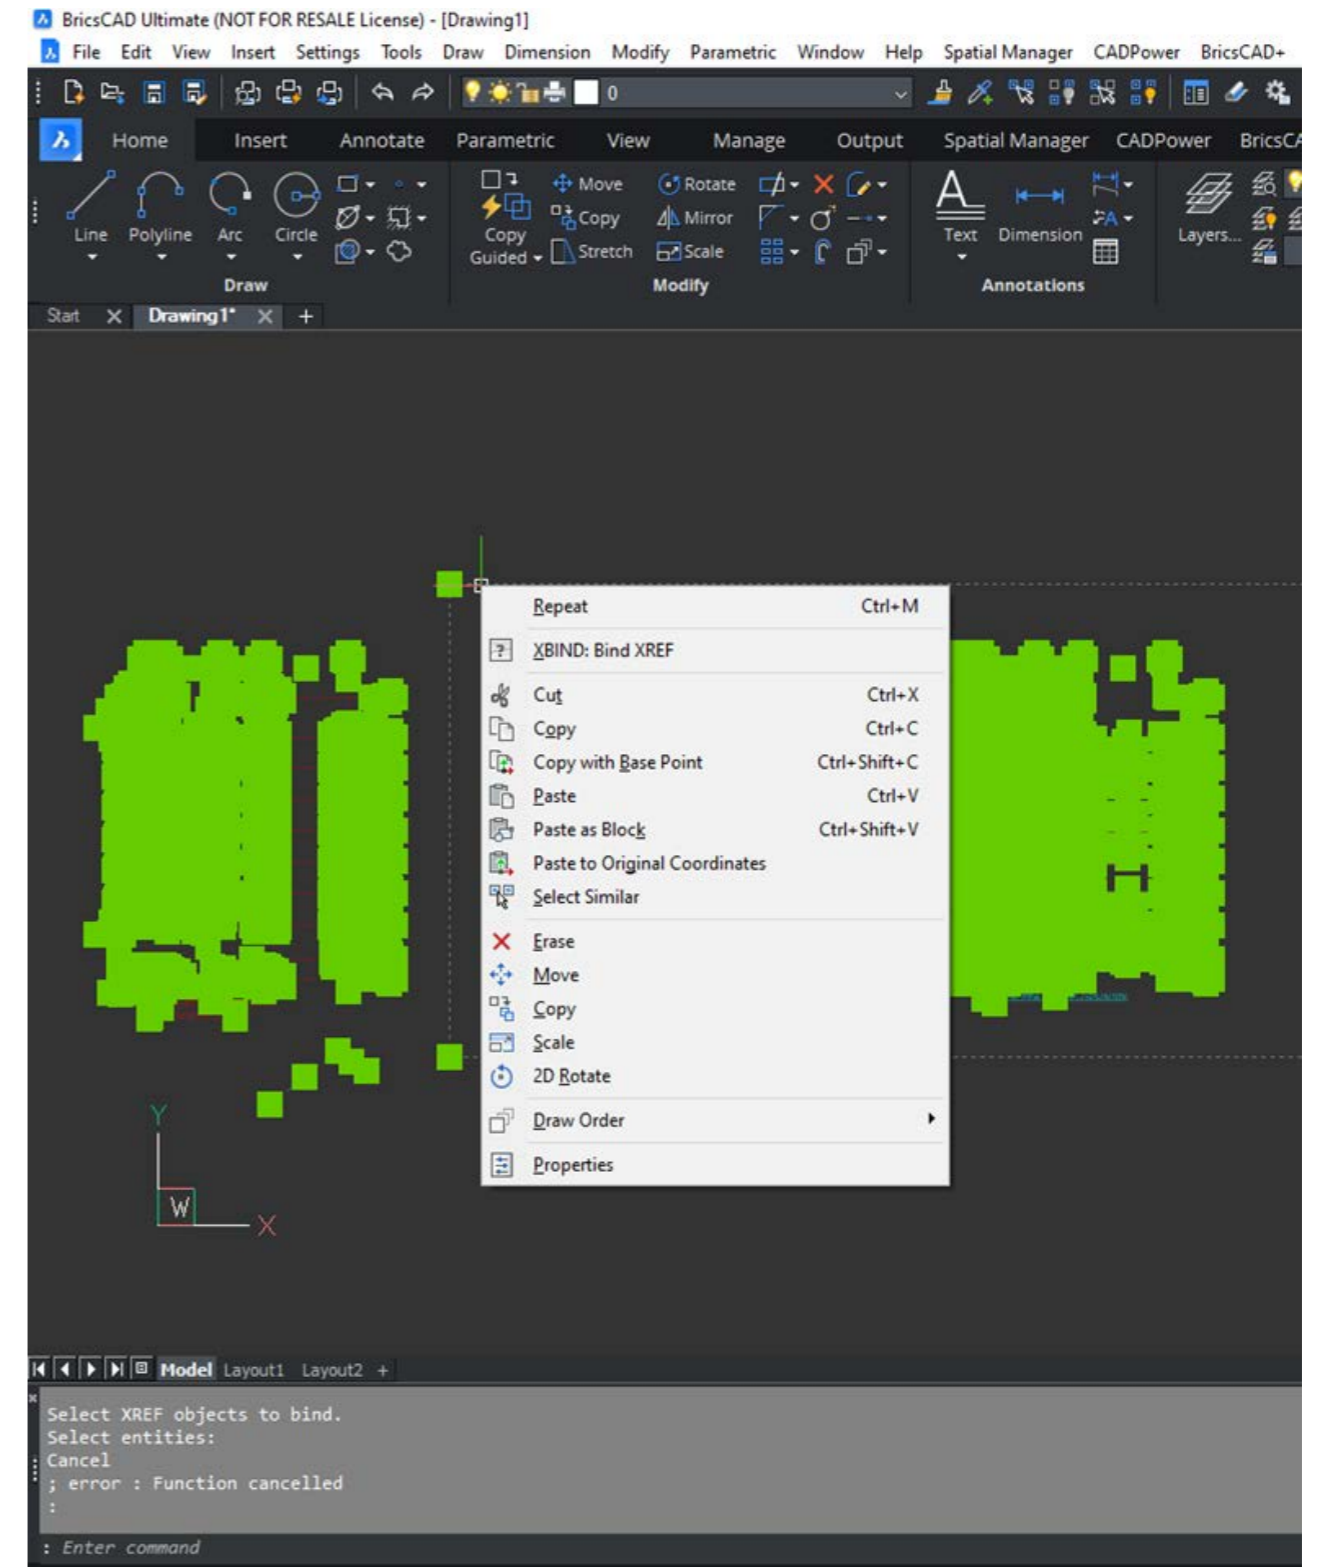 BricsCAD Ultimate (NOT FOR RESALE License) - [Drawing1]
File Edit View Insert Settings Tools Draw Dimension Modify Parametric Window Help Spatial Manager CADPower BricsCAD+
0
Home Insert Annotate Parametric View Manage Output Spatial Manager CADPower BricsCA
Move Rotate
Copy Mirror
Line Polyline Arc Circle Copy Guided Stretch Scale Text Dimension Layers...
Draw Modify Annotations
Start Drawing1* +
Repeat Ctrl+M
XBIND: Bind XREF
Cut Ctrl+X
Copy Ctrl+C
Copy with Base Point Ctrl+Shift+C
Paste Ctrl+V
Paste as Block Ctrl+Shift+V
Paste to Original Coordinates
Select Similar
Erase
Move
Copy
Scale
2D Rotate
Draw Order
Properties
Y
W
X
Model Layout1 Layout2 +
Select XREF objects to bind.
Select entities:
Cancel
; error : Function cancelled
:
: Enter command